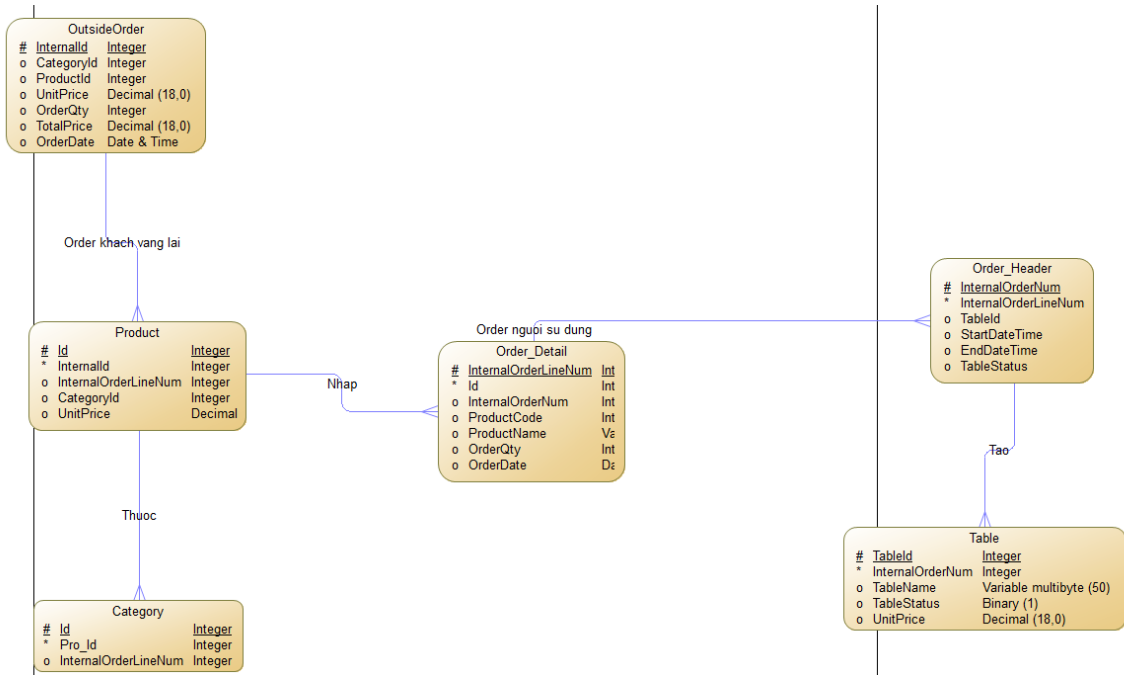 OutsideOrder
# InternalId Integer
o CategoryId Integer
o ProductId Integer
o UnitPrice Decimal (18,0)
o OrderQty Integer
o TotalPrice Decimal (18,0)
o OrderDate Date & Time
Order khach vang lai
Product
# Id Integer
* InternalId Integer
o InternalOrderLineNum Integer
o CategoryId Integer
o UnitPrice Decimal
Nhap
Thuoc
Category
# Id Integer
* Pro_Id Integer
o InternalOrderLineNum Integer
Order nguoi su dung
Order_Detail
# InternalOrderLineNum Int
* Id Int
o InternalOrderNum Int
o ProductCode Int
o ProductName Va
o OrderQty Int
o OrderDate Da
Order_Header
# InternalOrderNum
* InternalOrderLineNum
o TableId
o StartDateTime
o EndDateTime
o TableStatus
Tao
Table
# TableId Integer
* InternalOrderNum Integer
o TableName Variable multibyte (50)
o TableStatus Binary (1)
o UnitPrice Decimal (18,0)